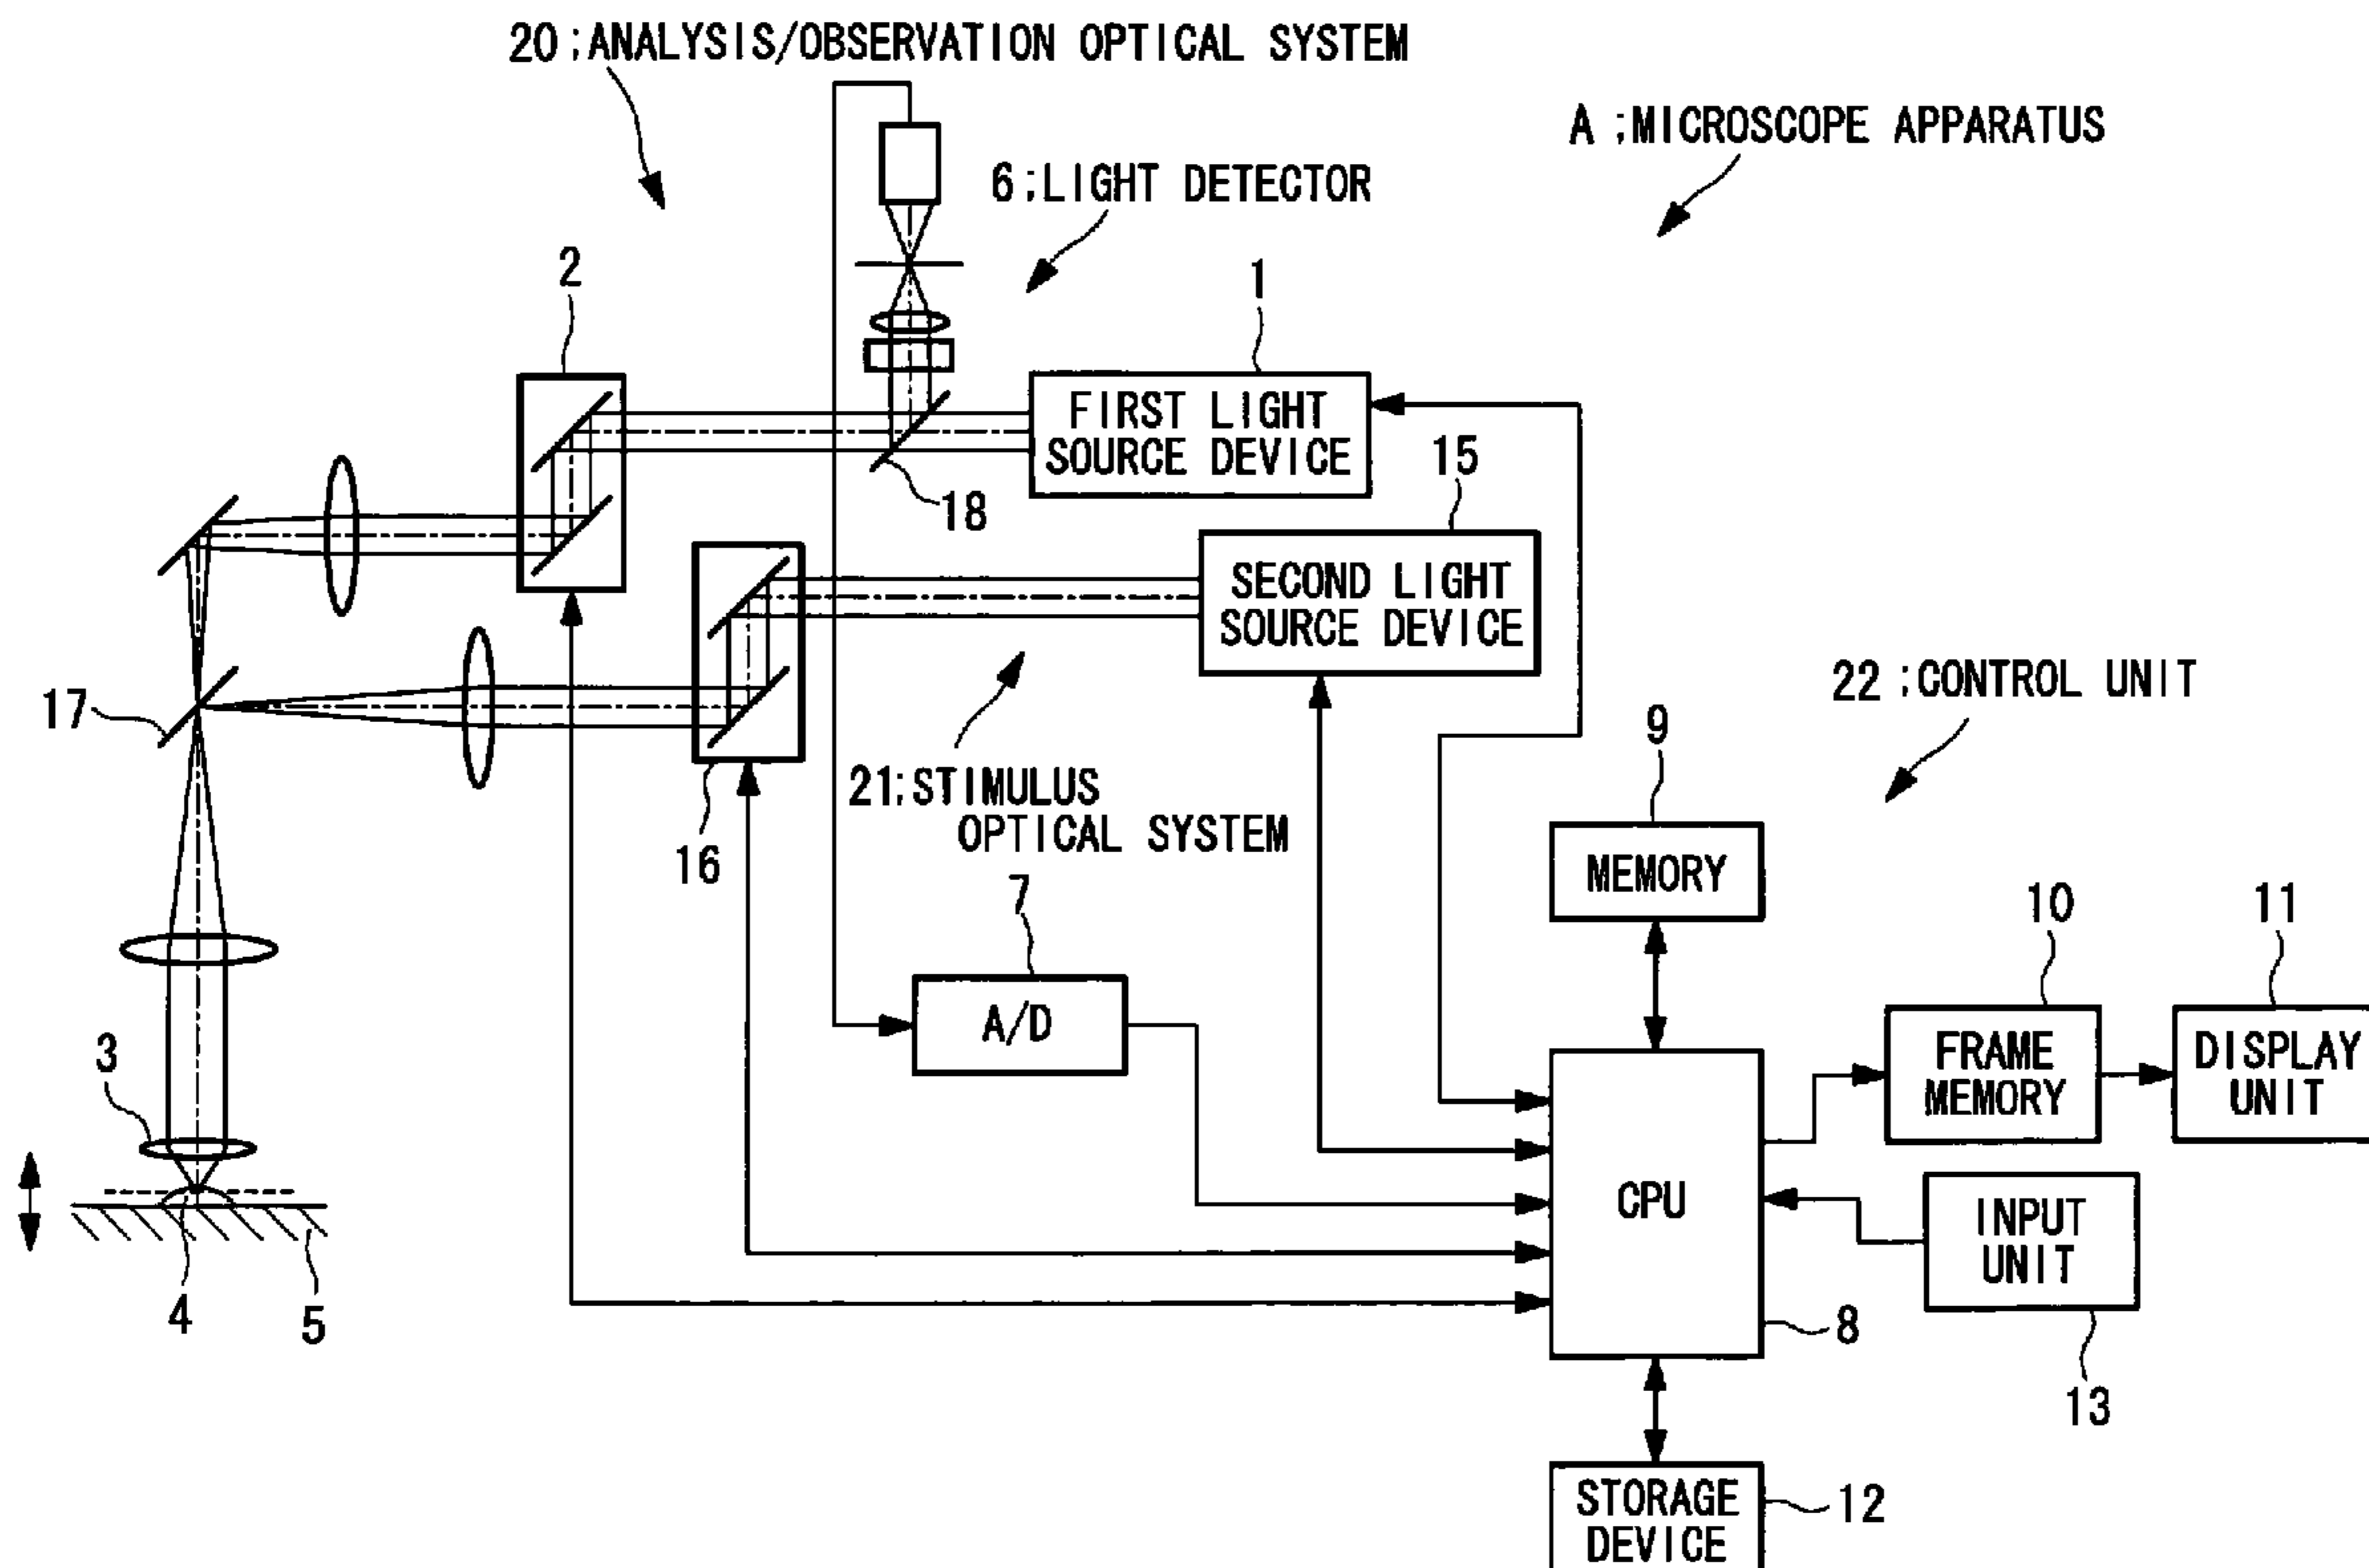 20;ANALYSIS/OBSERVATION OPTICAL SYSTEM
A ;MICROSCOPE APPARATUS
6;LIGHT DETECTOR
2
1
FIRST LIGHT
SOURCE DEVICE
15
18
SECOND LIGHT
SOURCE DEVICE
22 ;CONTROL UNIT
17
9
21;STIMULUS
OPTICAL SYSTEM
16
MEMORY
7
10
11
A/D
FRAME
MEMORY
DISPLAY
UNIT
3
CPU
INPUT
UNIT
4
5
8
13
STORAGE
DEVICE
12